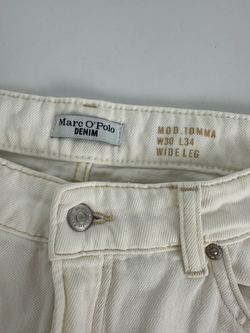 Marc O'Polo
DENIM
MOD.TOMMA
W30 L34
WIDE LEG